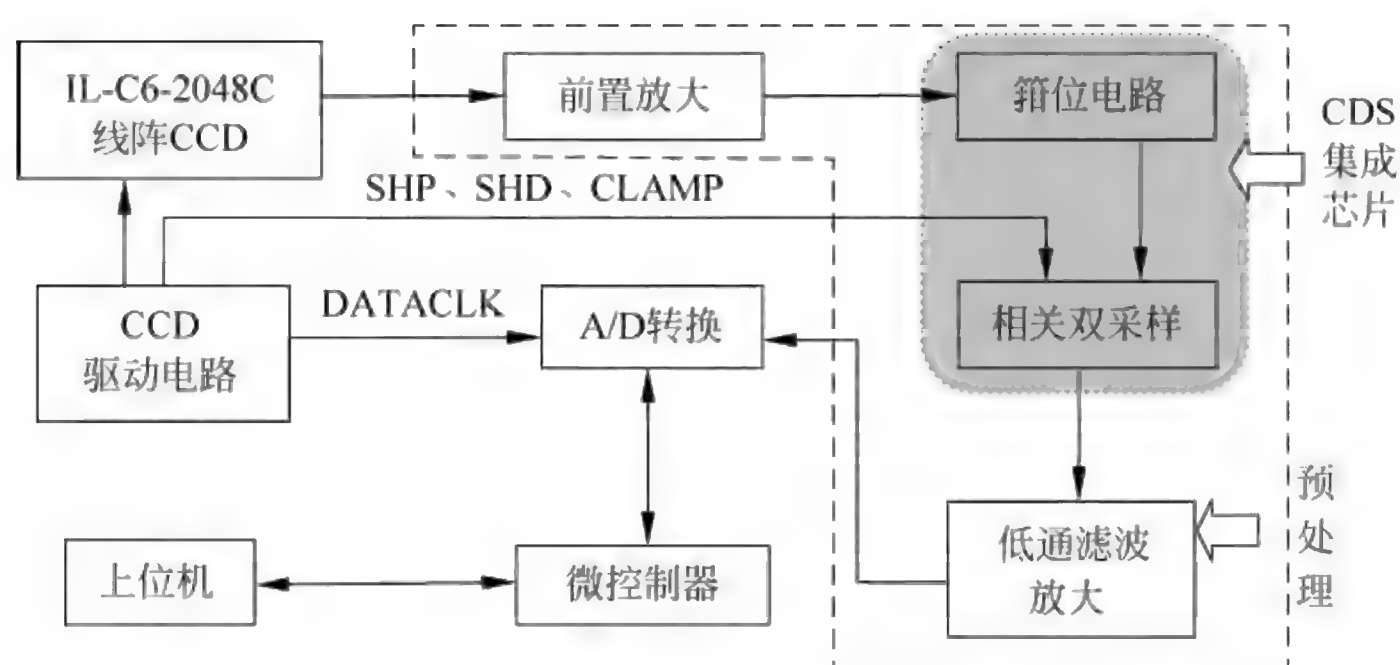 IL-C6-2048C
线阵CCD
前置放大
箝位电路
CDS
集成
芯片
SHP、SHD、CLAMP
CCD
驱动电路
DATACLK
A/D转换
相关双采样
低通滤波
放大
预
处
理
上位机
微控制器